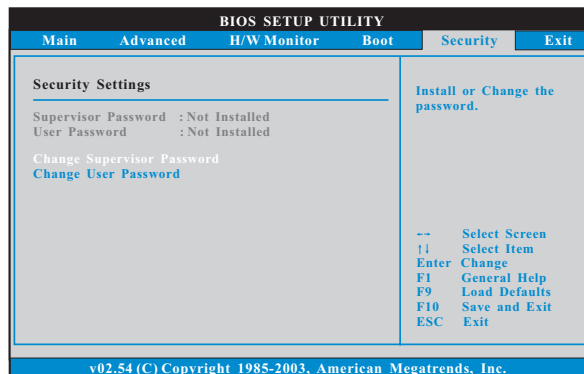 BIOS SETUP UTILITY
Main Advanced H/W Monitor Boot Security Exit
Security Settings
Supervisor Password : Not Installed
User Password : Not Installed
Change Supervisor Password
Change User Password
Install or Change the
password.
←→ Select Screen
↑↓ Select Item
Enter Change
F1 General Help
F9 Load Defaults
F10 Save and Exit
ESC Exit
v02.54 (C) Copyright 1985-2003, American Megatrends, Inc.